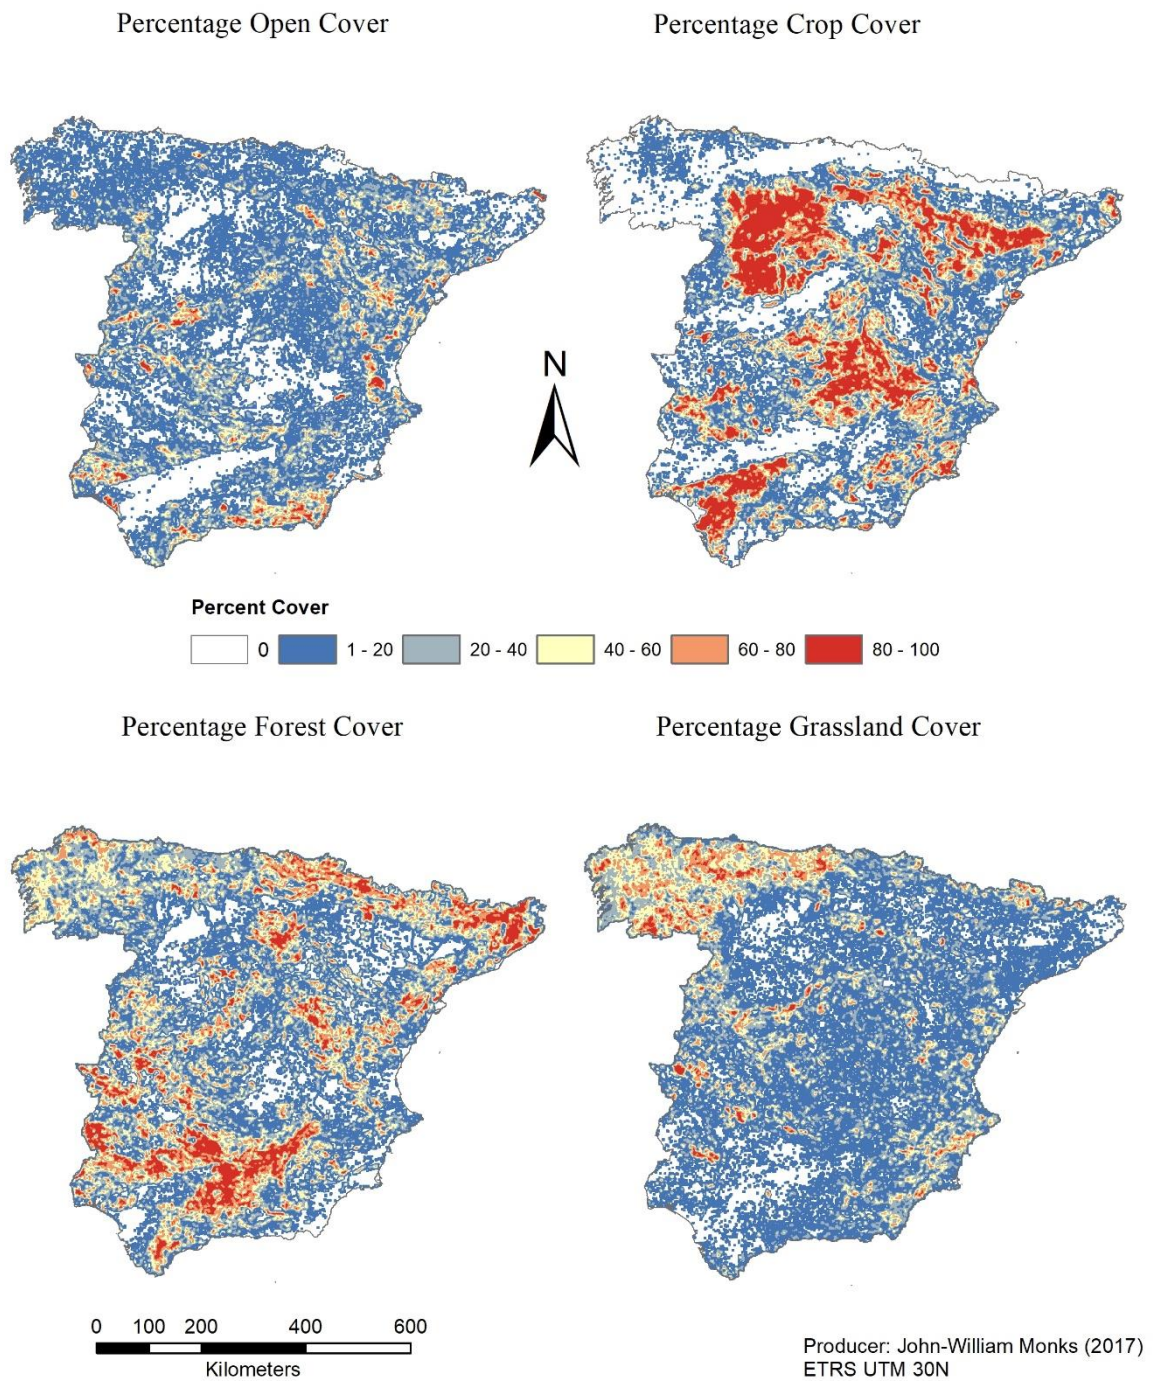 Percentage Open Cover
Percentage Crop Cover
N
Percent Cover
0
1 - 20
20 - 40
40 - 60
60 - 80
80 - 100
Percentage Forest Cover
Percentage Grassland Cover
0 100 200 400 600
Kilometers
Producer: John-William Monks (2017)
ETRS UTM 30N